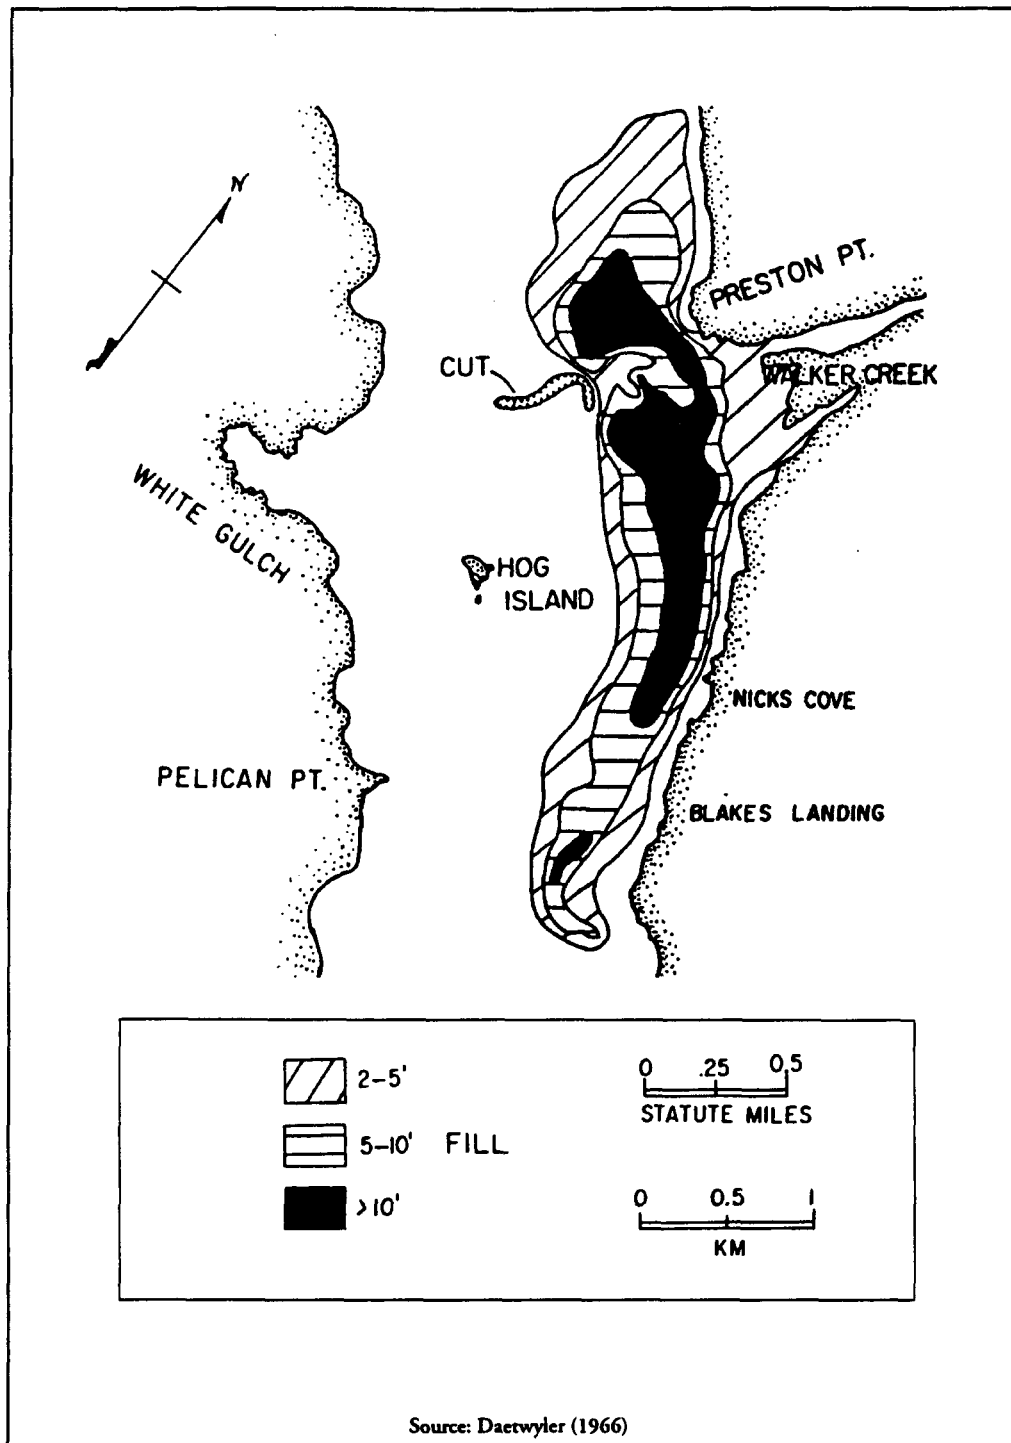 N
PRESTON PT.
CUT
WALKER CREEK
WHITE GULCH
HOG
ISLAND
NICKS COVE
PELICAN PT.
BLAKES LANDING
2-5'
5-10' FILL
>10'
0 .25 0.5
STATUTE MILES
0 0.5 1
KM
Source: Daetwyler (1966)